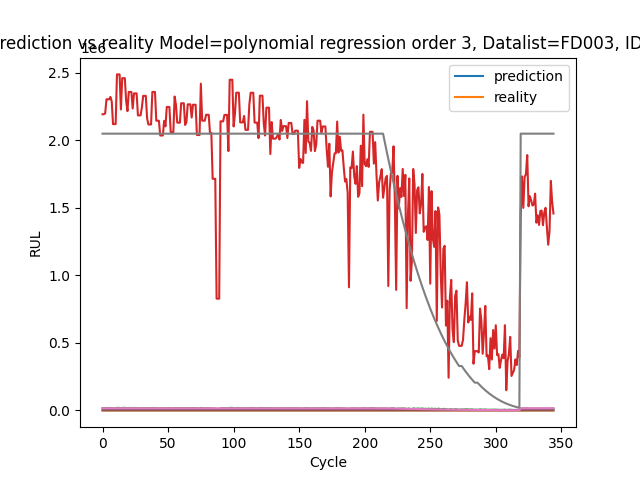 rediction vs reality Model=polynomial regression order 3, Datalist=FD003, ID
1e6
prediction
reality
2.5
2.0
1.5
1.0
0.5
0.0
RUL
0 50 100 150 200 250 300 350
Cycle